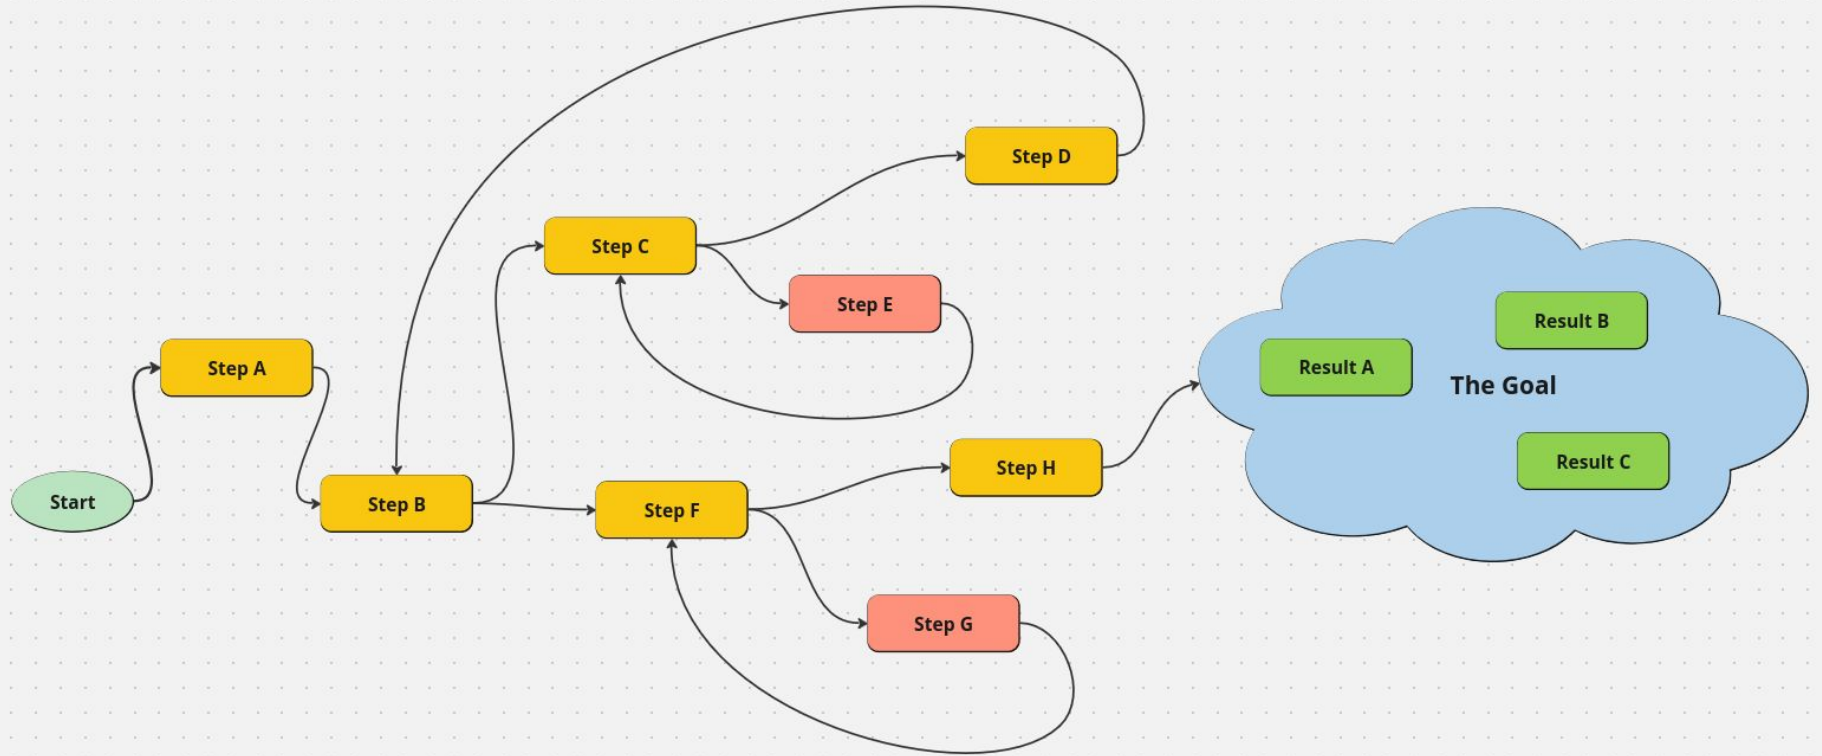 Start
Step A
Step B
Step C
Step D
Step E
Step F
Step G
Step H
Result A
Result B
The Goal
Result C